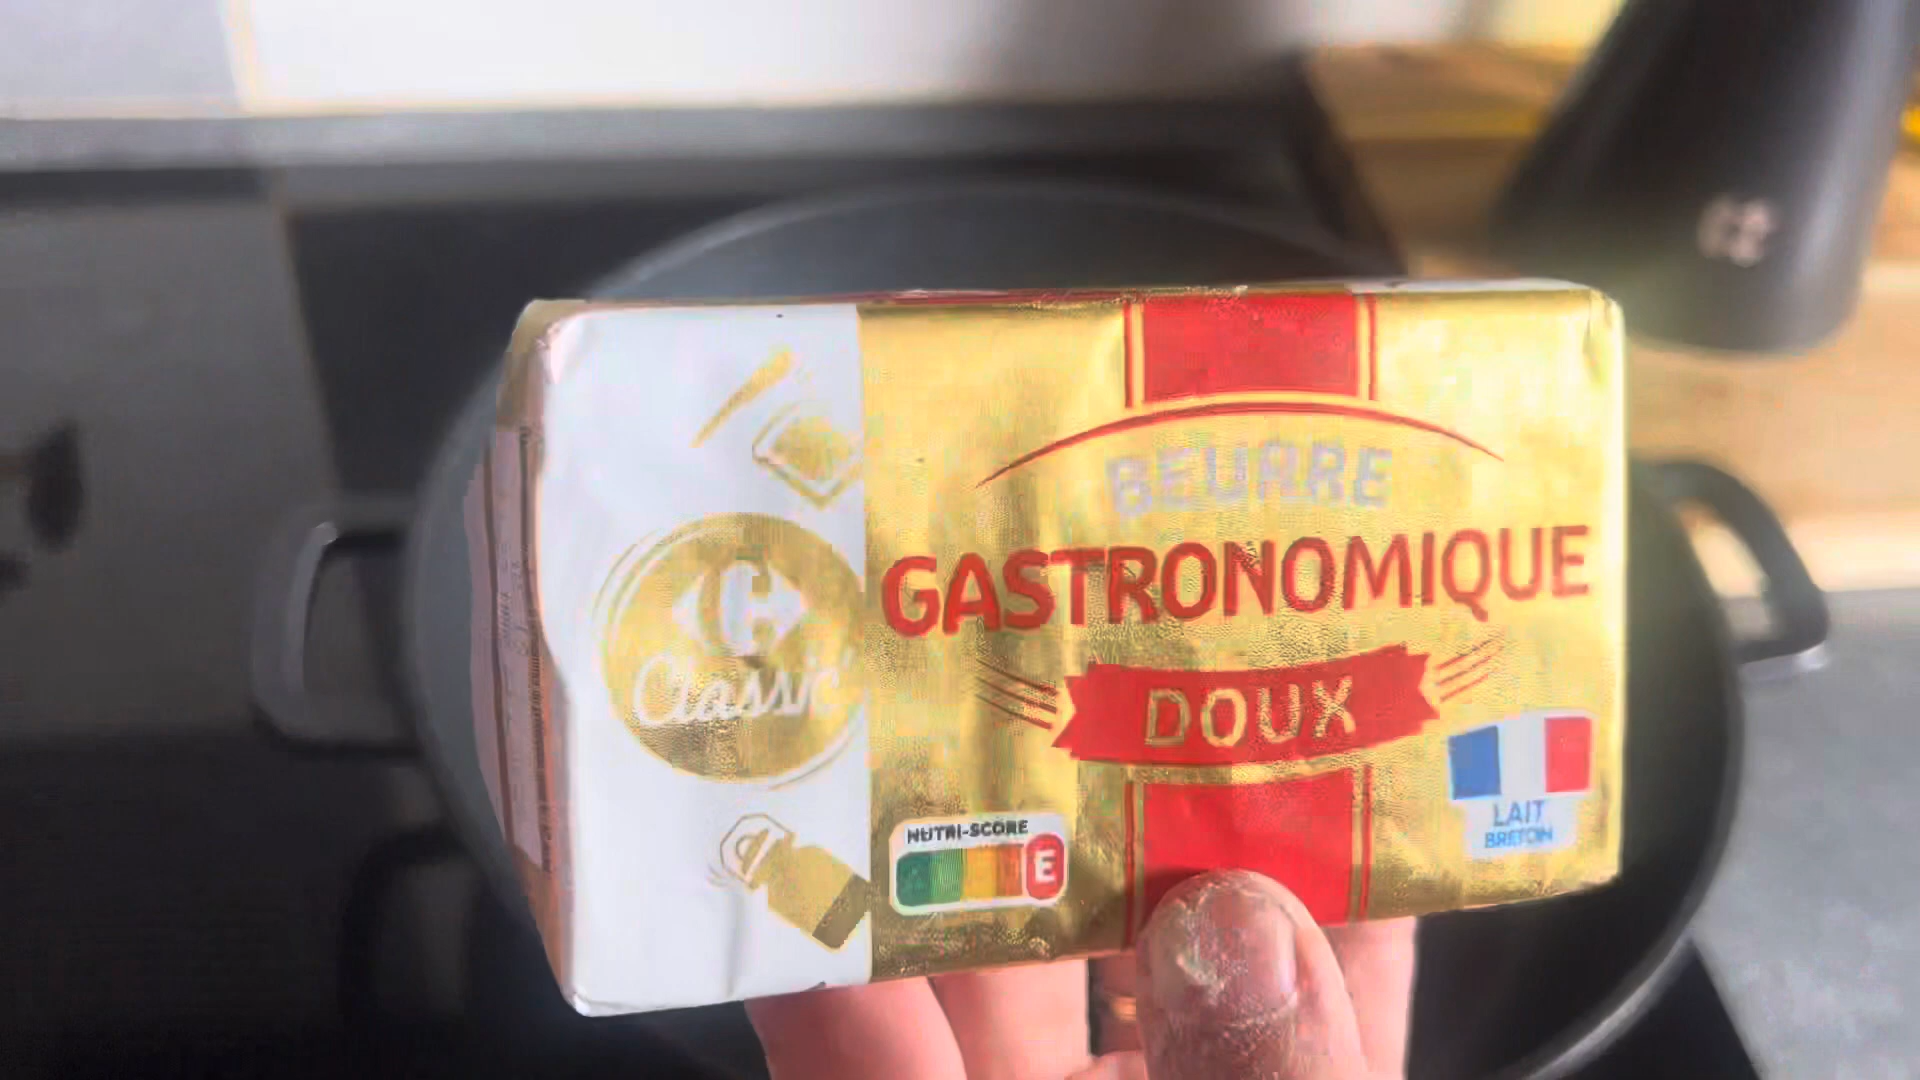 BEURRE
GASTRONOMIQUE
DOUX
Classic'
NUTRI-SCORE
E
LAIT
BRETON